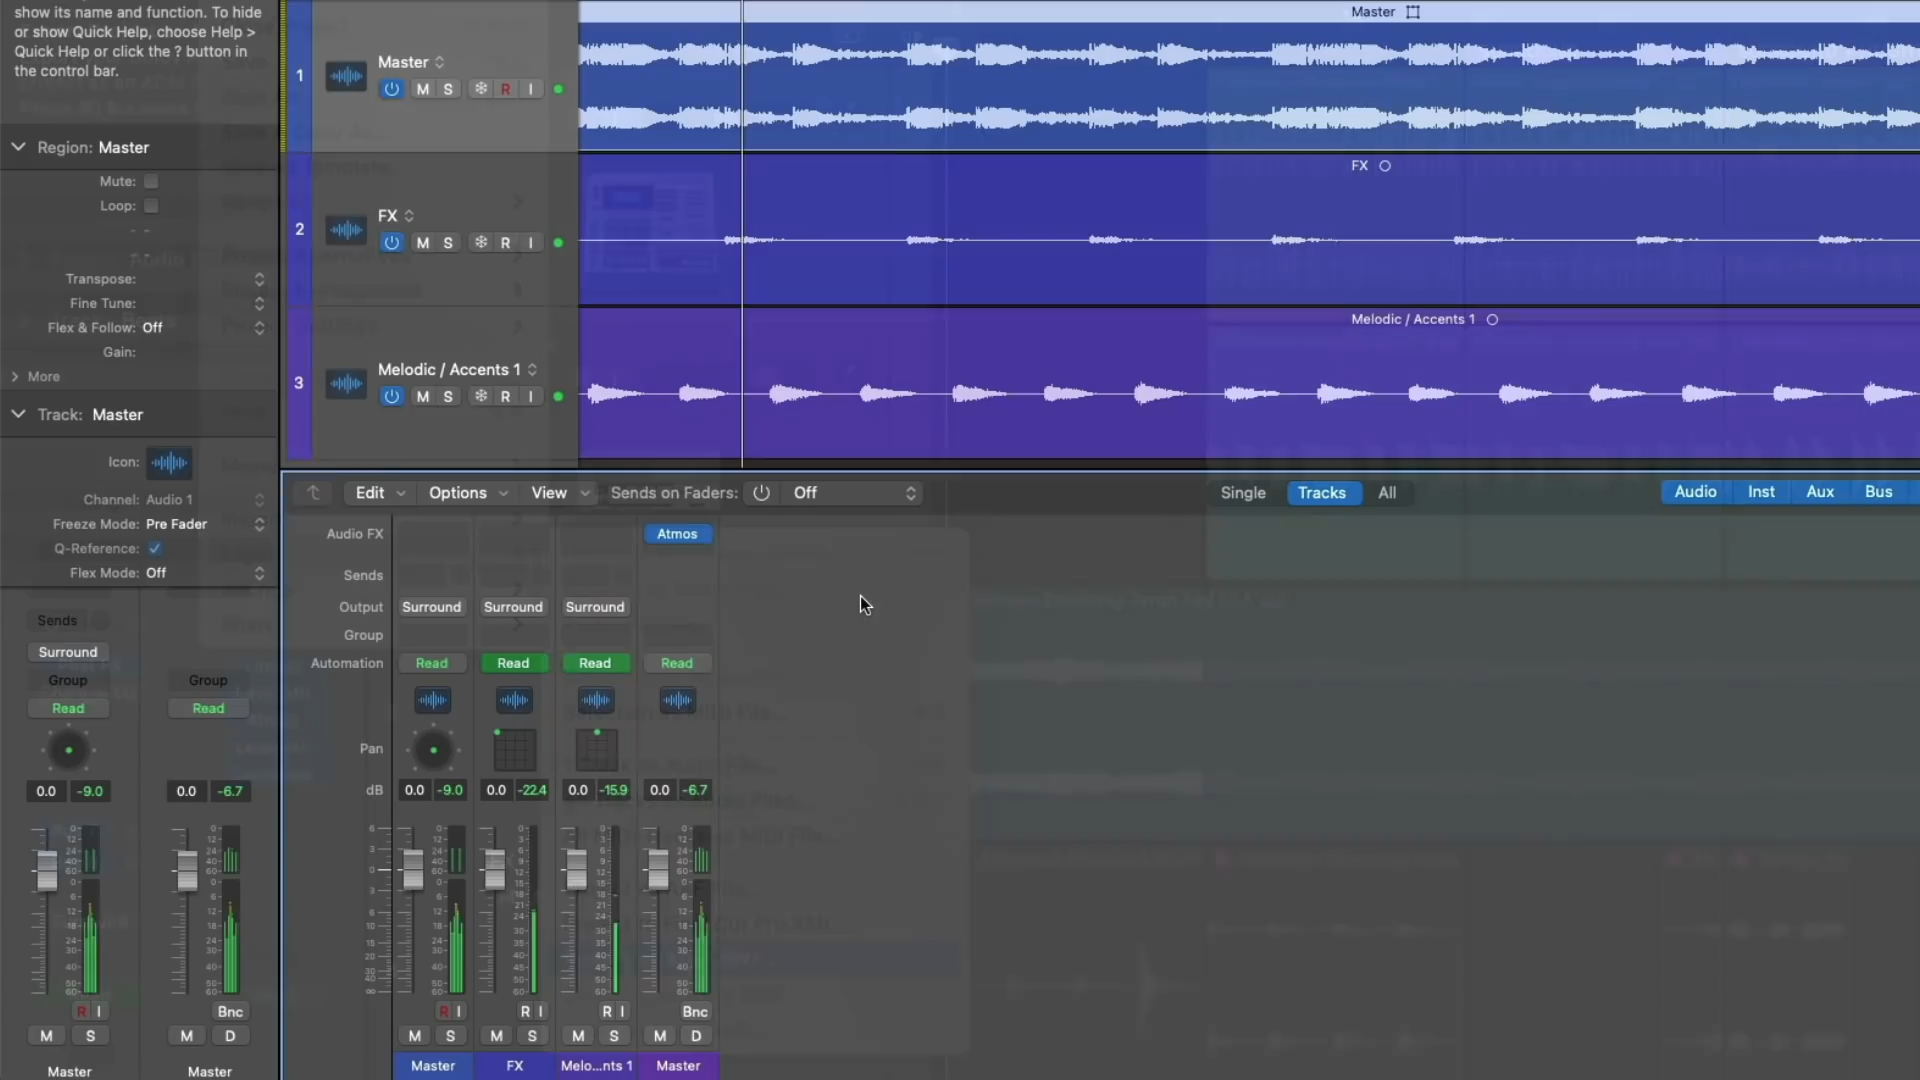 show its name and function. To hide
or show Quick Help, choose Help >
Quick Help or click the ? button in
the control bar.
Region: Master
Mute:
Loop:
- -
Transpose:
Fine Tune:
Flex & Follow: Off
Gain:
More
Track: Master
Icon:
Channel: Audio 1
Freeze Mode: Pre Fader
Q-Reference:
Flex Mode: Off
Sends
Surround
Group
Group
Read
Read
0.0 -9.0
0.0 -6.7
R I
Bnc
M S
M D
Master
Master
1
Master
M S R I
Master
2
FX
M S R I
FX
3
Melodic / Accents 1
M S R I
Melodic / Accents 1
Edit Options View Sends on Faders: Off
Single Tracks All
Audio Inst Aux Bus
Audio FX Atmos
Sends
Output Surround Surround Surround
Group
Automation Read Read Read Read
Pan
dB 0.0 -9.0 0.0 -22.4 0.0 -15.9 0.0 -6.7
R I R I R I Bnc
M S M S M S M D
Master FX Melo...nts 1 Master